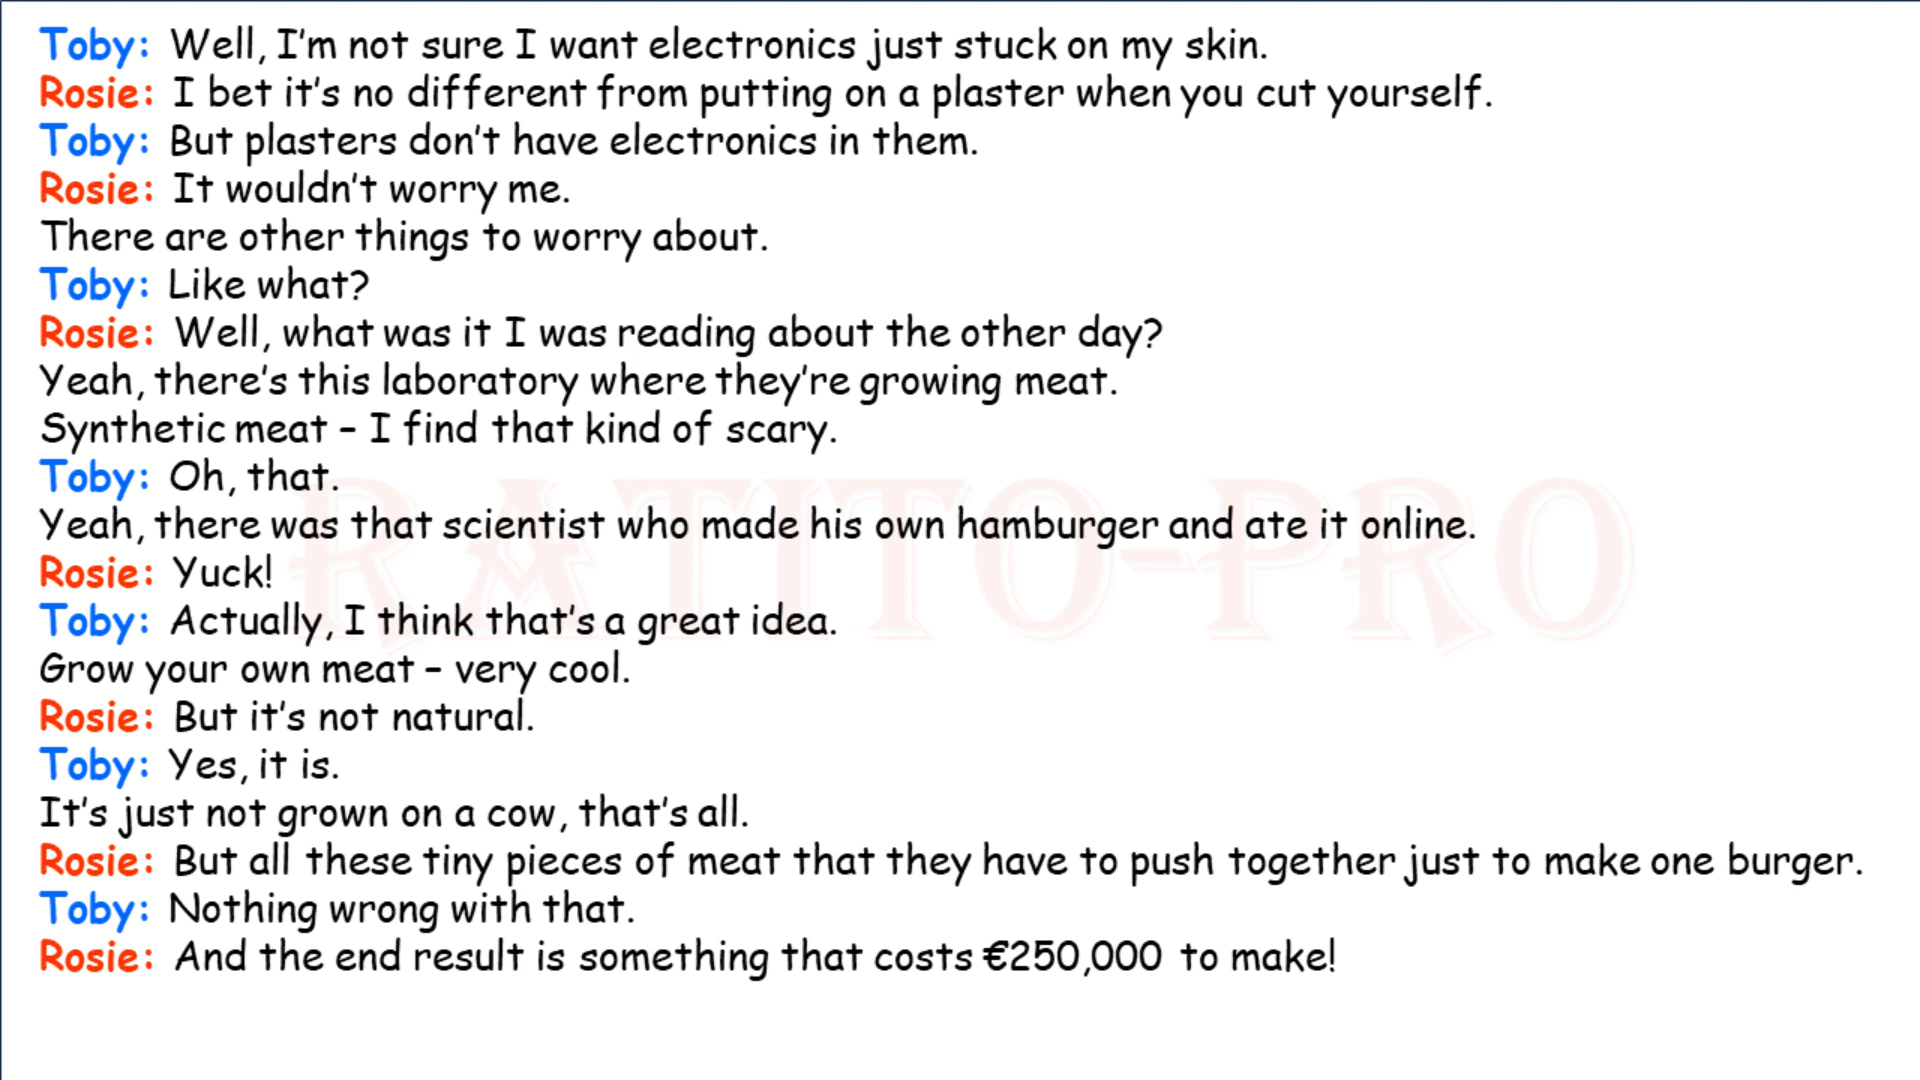 Toby: Well, I'm not sure I want electronics just stuck on my skin.
Rosie: I bet it's no different from putting on a plaster when you cut yourself.
Toby: But plasters don't have electronics in them.
Rosie: It wouldn't worry me.
There are other things to worry about.
Toby: Like what?
Rosie: Well, what was it I was reading about the other day?
Yeah, there's this laboratory where they're growing meat.
Synthetic meat – I find that kind of scary.
Toby: Oh, that.
Yeah, there was that scientist who made his own hamburger and ate it online.
RATITO-PRO
Rosie: Yuck!
Toby: Actually, I think that's a great idea.
Grow your own meat – very cool.
Rosie: But it's not natural.
Toby: Yes, it is.
It's just not grown on a cow, that's all.
Rosie: But all these tiny pieces of meat that they have to push together just to make one burger.
Toby: Nothing wrong with that.
Rosie: And the end result is something that costs €250,000 to make!